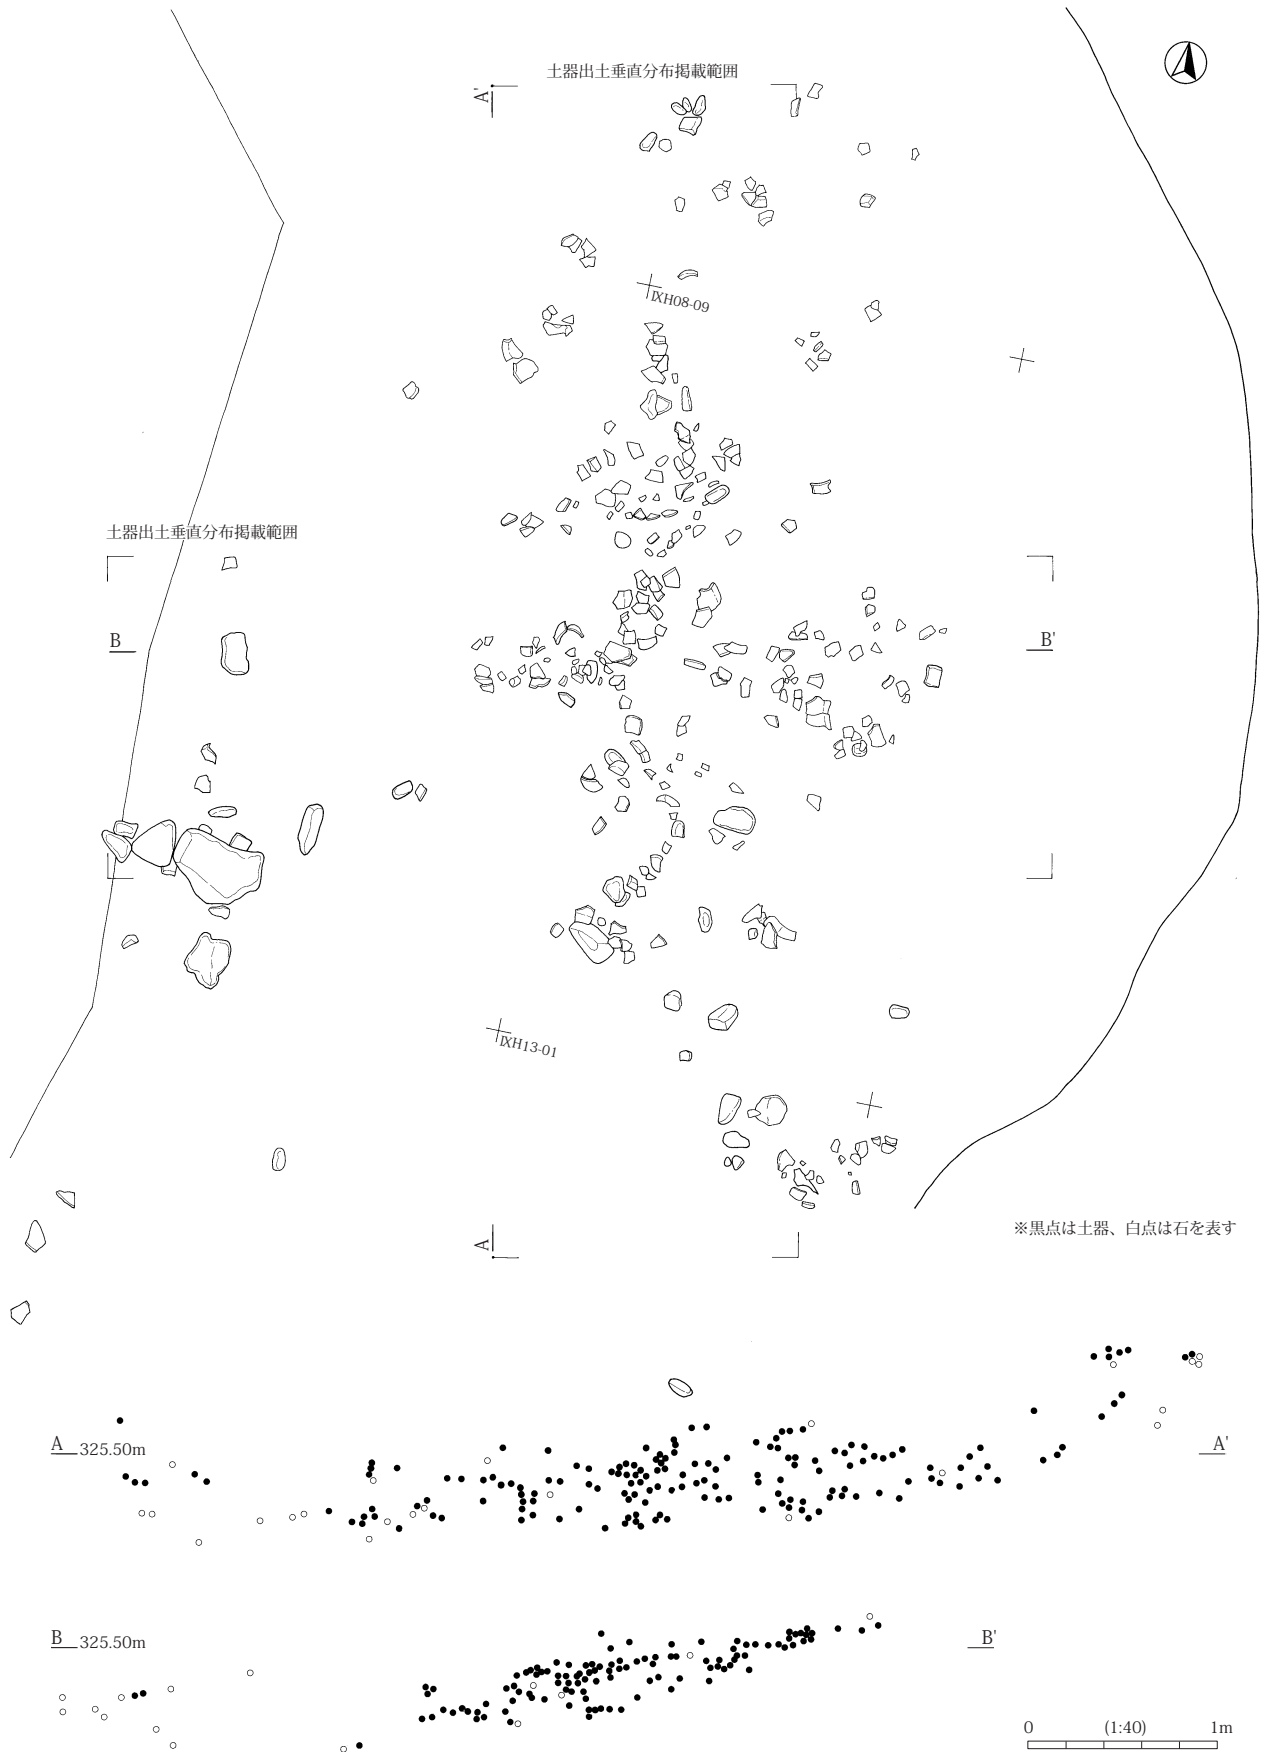 土器出土垂直分布掲載範囲
A'
ⅨH08-09
土器出土垂直分布掲載範囲
B
B'
ⅨH13-01
A
※黒点は土器、白点は石を表す
A 325.50m A'
B 325.50m B'
0 (1:40) 1m